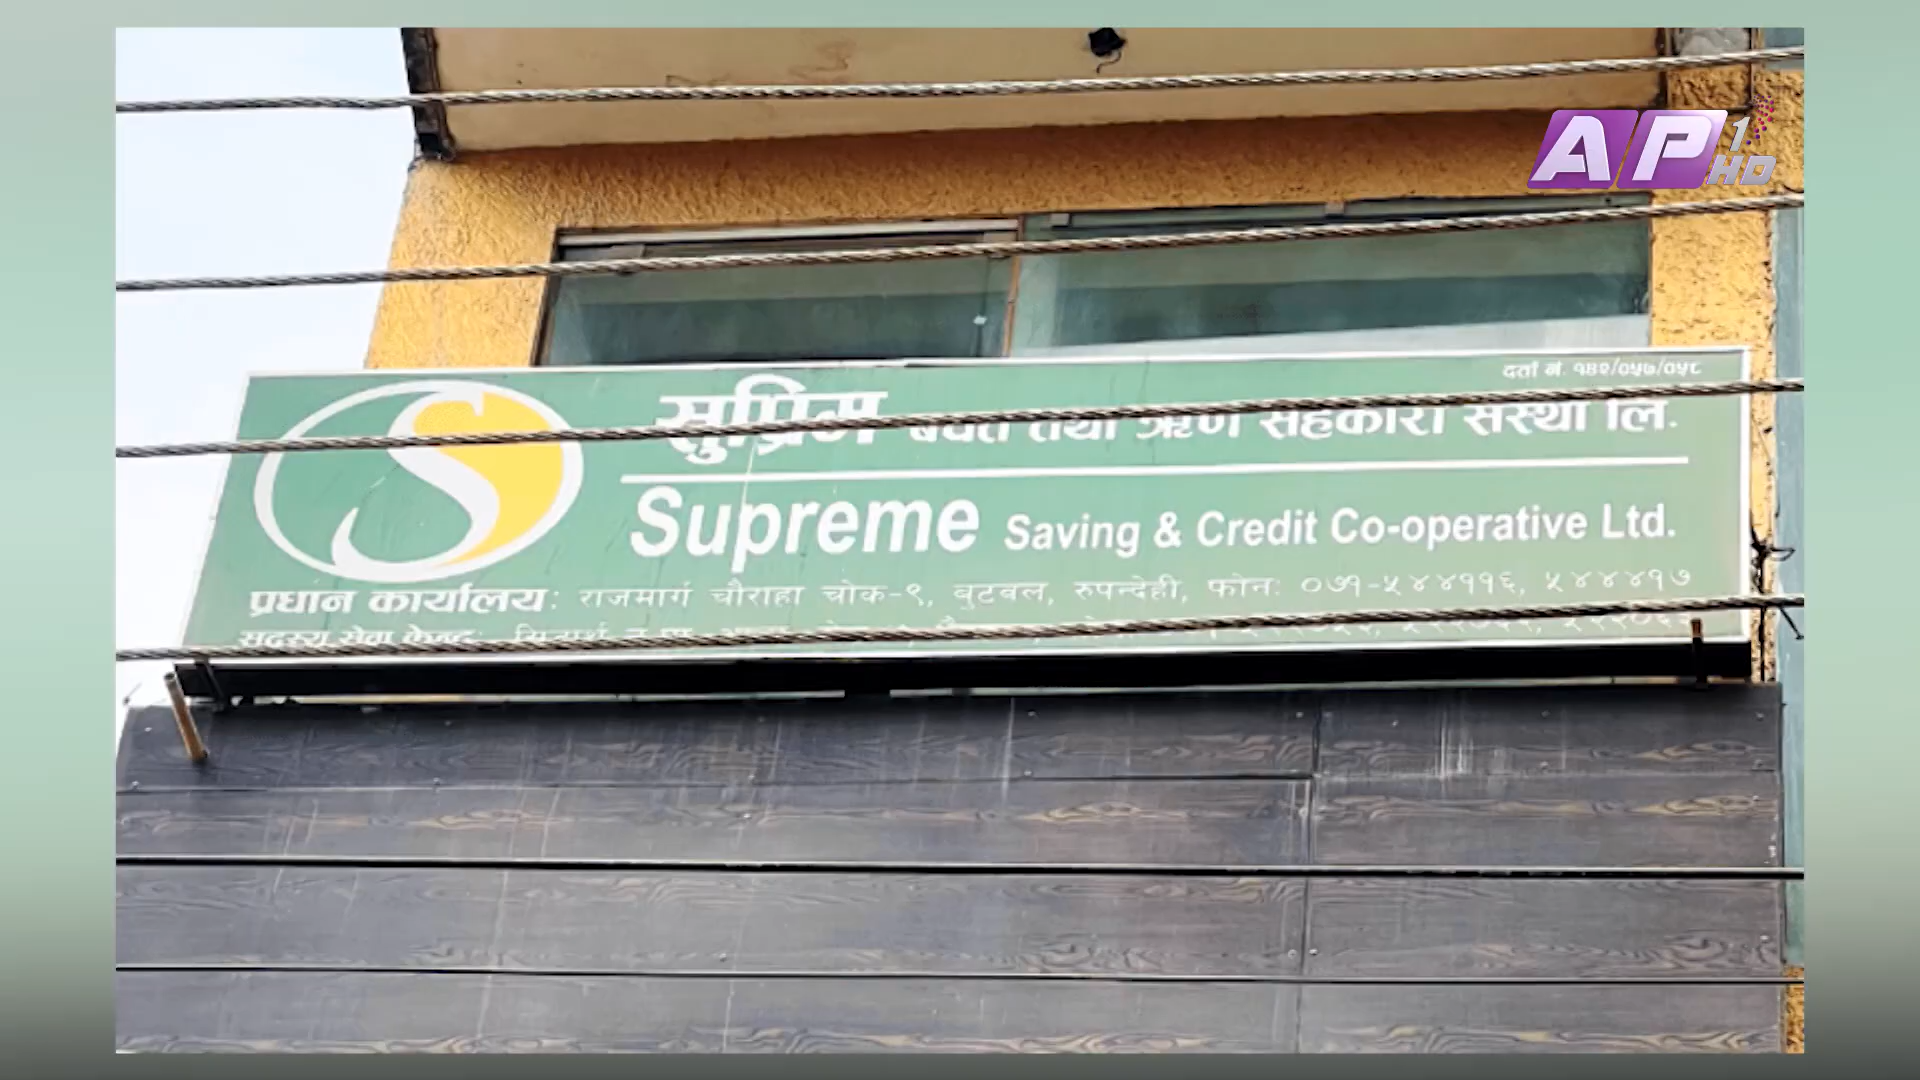 AP1 HD
दर्ता नं. १४२/०५७/०५८
सुप्रिम बचत तथा ऋण सहकारी संस्था लि.
Supreme Saving & Credit Co-operative Ltd.
प्रधान कार्यालय: राजमार्ग चौराहा चोक-९, बुटवल, रुपन्देही, फोन: ०७१-५४४११६, ५४४४१७
सदस्य सेवा केन्द्र: